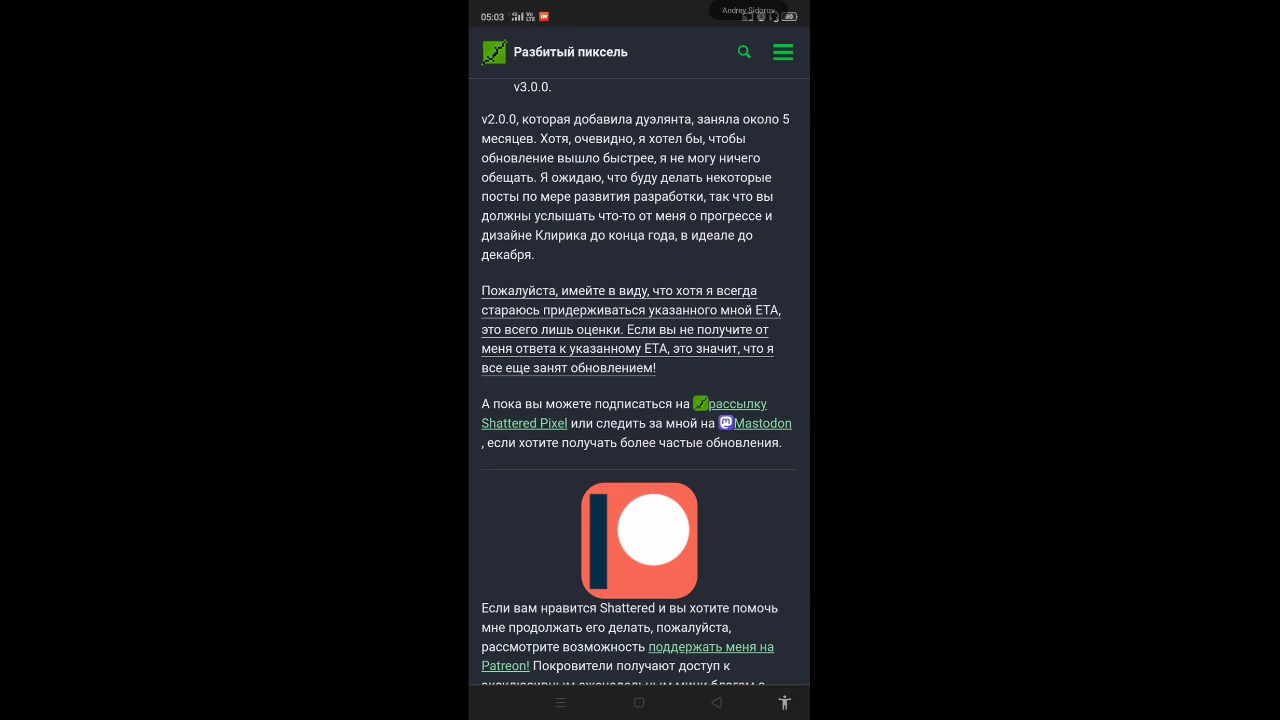 Andrey Sidorov
05:03
4G
Vo
LTE
90
Разбитый пиксель
v3.0.0.
v2.0.0, которая добавила дуэлянта, заняла около 5
месяцев. Хотя, очевидно, я хотел бы, чтобы
обновление вышло быстрее, я не могу ничего
обещать. Я ожидаю, что буду делать некоторые
посты по мере развития разработки, так что вы
должны услышать что-то от меня о прогрессе и
дизайне Клирика до конца года, в идеале до
декабря.
Пожалуйста, имейте в виду, что хотя я всегда
стараюсь придерживаться указанного мной ETA,
это всего лишь оценки. Если вы не получите от
меня ответа к указанному ETA, это значит, что я
все еще занят обновлением!
А пока вы можете подписаться на рассылку
Shattered Pixel или следить за мной на Mastodon
, если хотите получать более частые обновления.
Если вам нравится Shattered и вы хотите помочь
мне продолжать его делать, пожалуйста,
рассмотрите возможность поддержать меня на
Patreon! Покровители получают доступ к